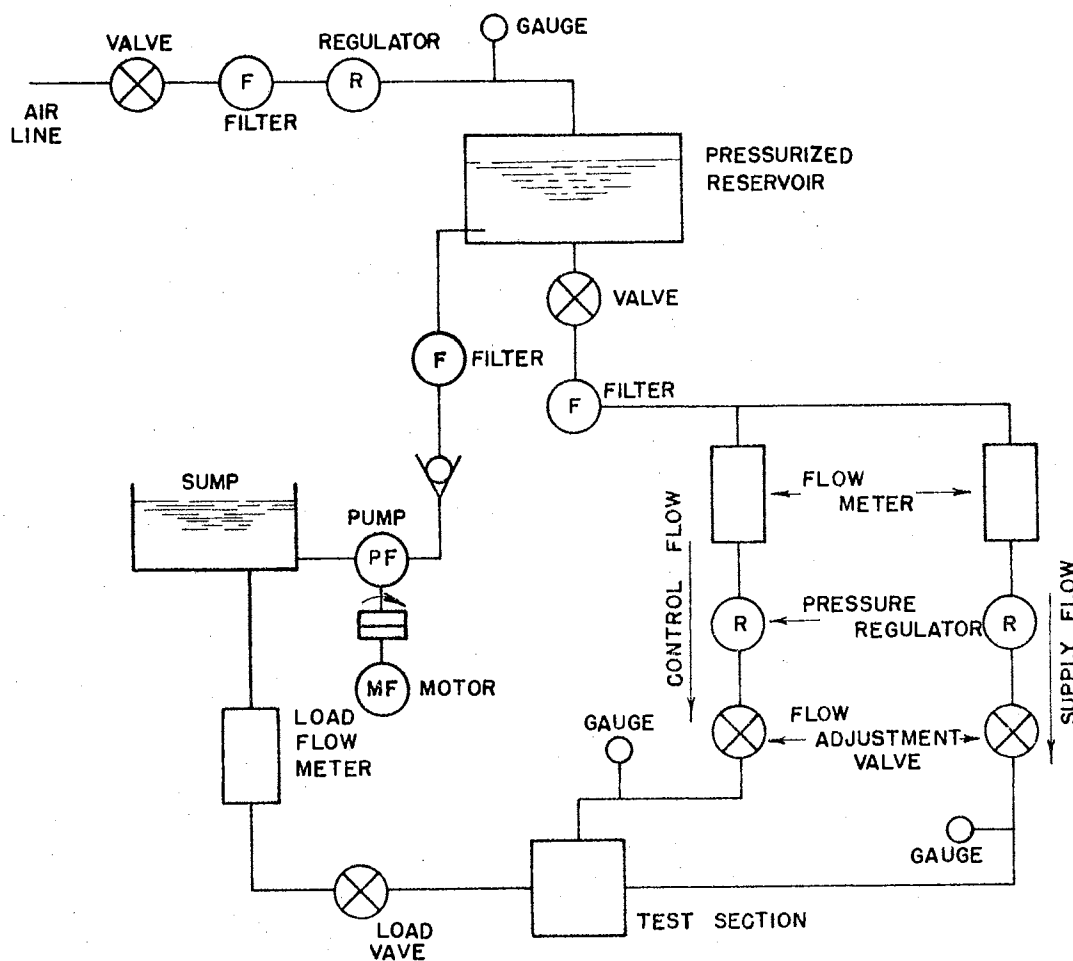 GAUGE
VALVE
REGULATOR
F
R
AIR
LINE
FILTER
PRESSURIZED
RESERVOIR
VALVE
F
FILTER
F
FILTER
SUMP
PUMP
PF
FLOW
METER
CONTROL FLOW
SUPPLY FLOW
R
PRESSURE
REGULATOR
R
MF
MOTOR
LOAD
FLOW
METER
GAUGE
FLOW
ADJUSTMENT
VALVE
GAUGE
TEST SECTION
LOAD
VAVE